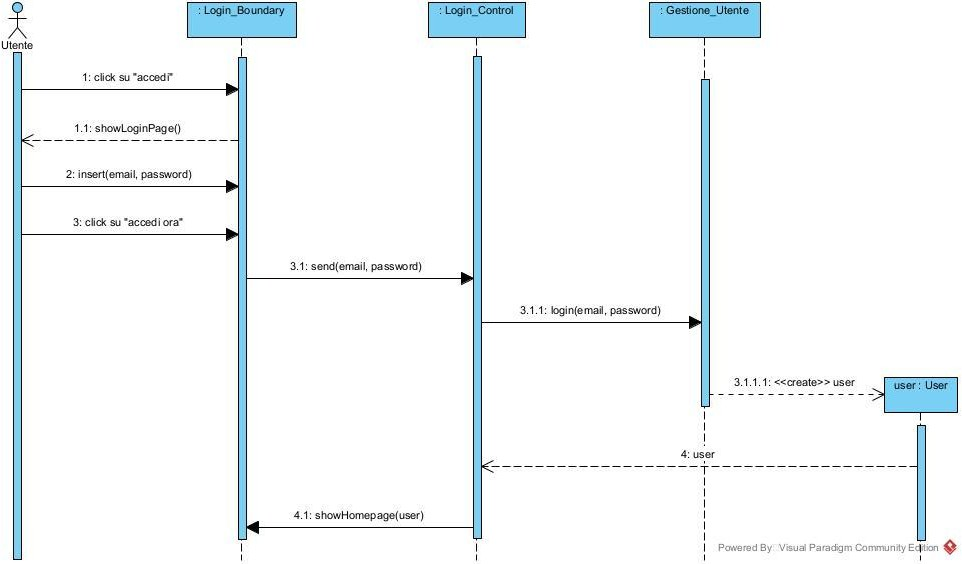 : Login_Boundary
: Login_Control
: Gestione_Utente
Utente
1: click su "accedi"
1.1: showLoginPage()
2: insert(email, password)
3: click su "accedi ora"
3.1: send(email, password)
3.1.1: login(email, password)
3.1.1.1: <<create>> user
user : User
4: user
4.1: showHomepage(user)
Powered By Visual Paradigm Community Edition